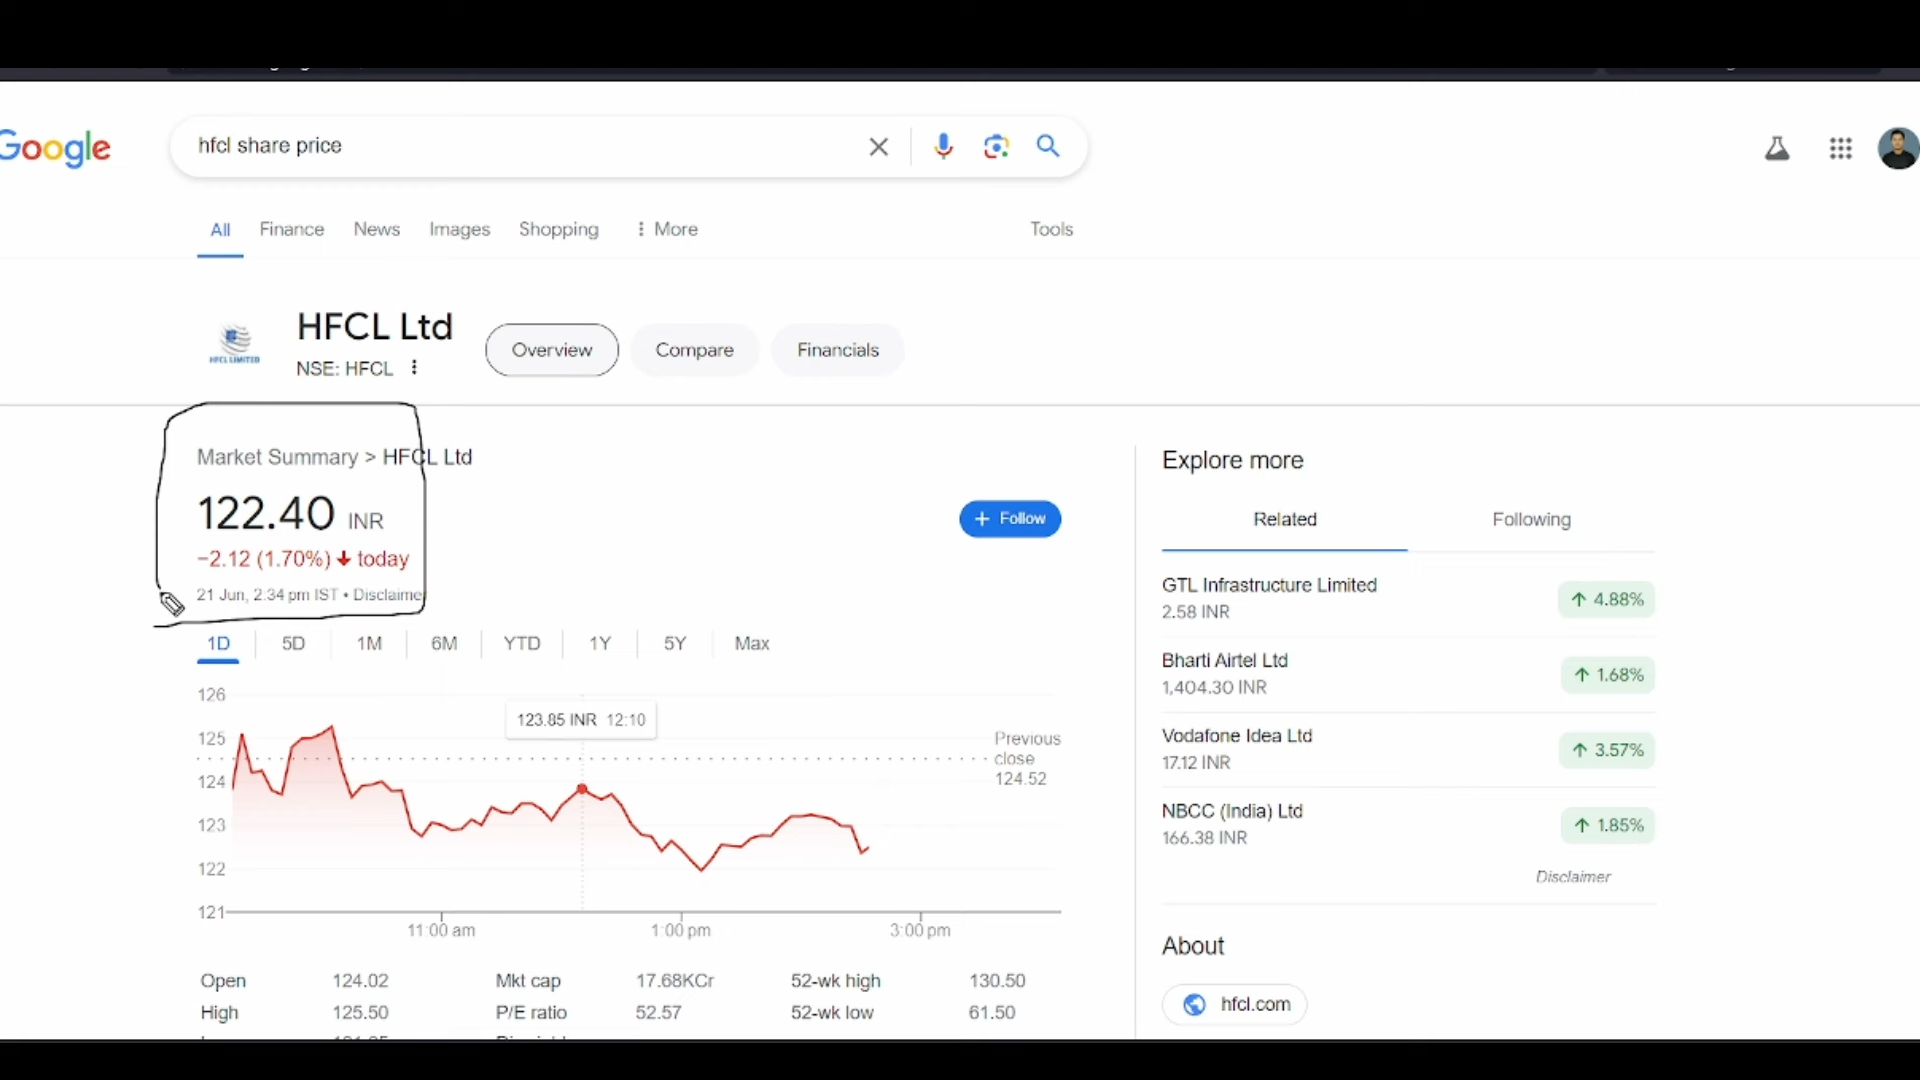 Google
hfcl share price
All Finance News Images Shopping More Tools
HFCL LIMITED
HFCL Ltd
NSE: HFCL
Overview Compare Financials
Market Summary > HFCL Ltd
122.40 INR
−2.12 (1.70%) today
21 Jun, 2:34 pm IST • Disclaimer
+ Follow
1D 5D 1M 6M YTD 1Y 5Y Max
126
125
124
123
122
121
123.85 INR 12:10
Previous
close
124.52
11:00 am 1:00 pm 3:00 pm
Open 124.02 Mkt cap 17.68KCr 52-wk high 130.50
High 125.50 P/E ratio 52.57 52-wk low 61.50
Explore more
Related Following
GTL Infrastructure Limited
2.58 INR
4.88%
Bharti Airtel Ltd
1,404.30 INR
1.68%
Vodafone Idea Ltd
17.12 INR
3.57%
NBCC (India) Ltd
166.38 INR
1.85%
Disclaimer
About
hfcl.com